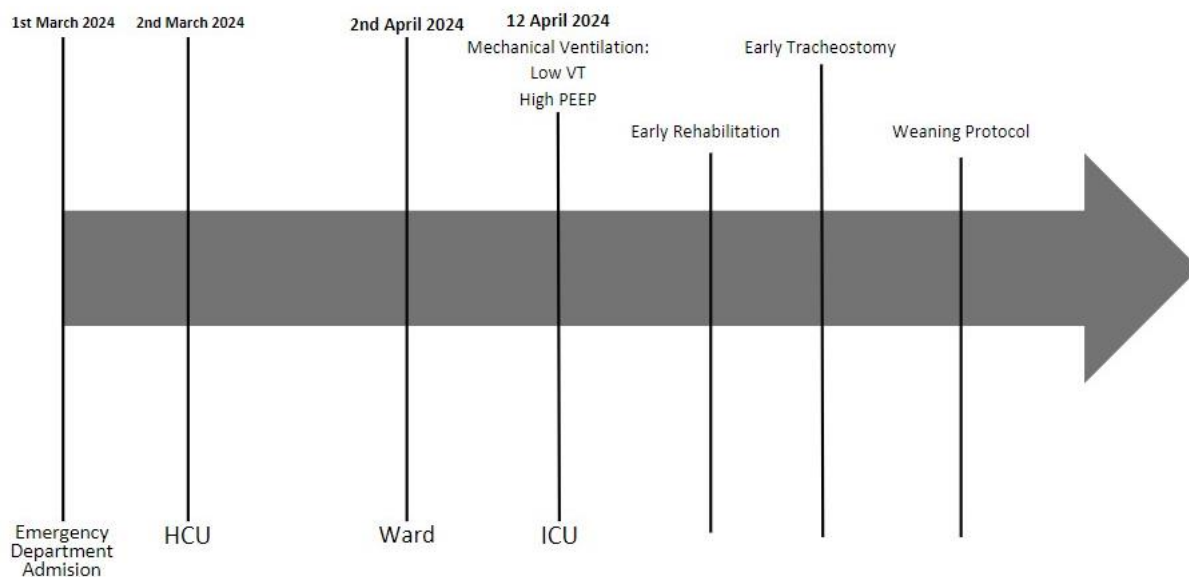 1st March 2024
2nd March 2024
2nd April 2024
12 April 2024
Mechanical Ventilation:
Low VT
High PEEP
Early Rehabilitation
Early Tracheostomy
Weaning Protocol
Emergency
Department
Admision
HCU
Ward
ICU